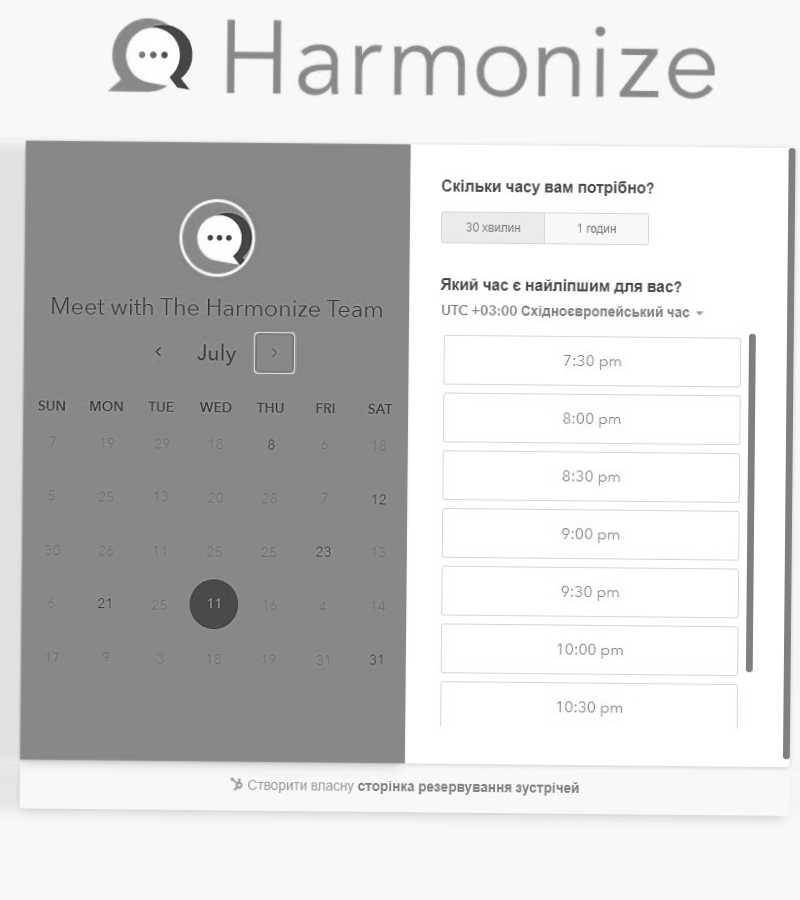 Harmonize
Meet with The Harmonize Team
July
SUN MON TUE WED THU FRI SAT
7 19 29 18 8 6 18
5 25 13 20 28 7 12
30 26 11 25 25 23 13
6 21 25 11 16 4 14
17 9 3 18 19 31 31
Скільки часу вам потрібно?
30 хвилин 1 годин
Який час є найліпшим для вас?
UTC +03:00 Східноєвропейський час
7:30 pm
8:00 pm
8:30 pm
9:00 pm
9:30 pm
10:00 pm
10:30 pm
Створити власну сторінка резервування зустрічей